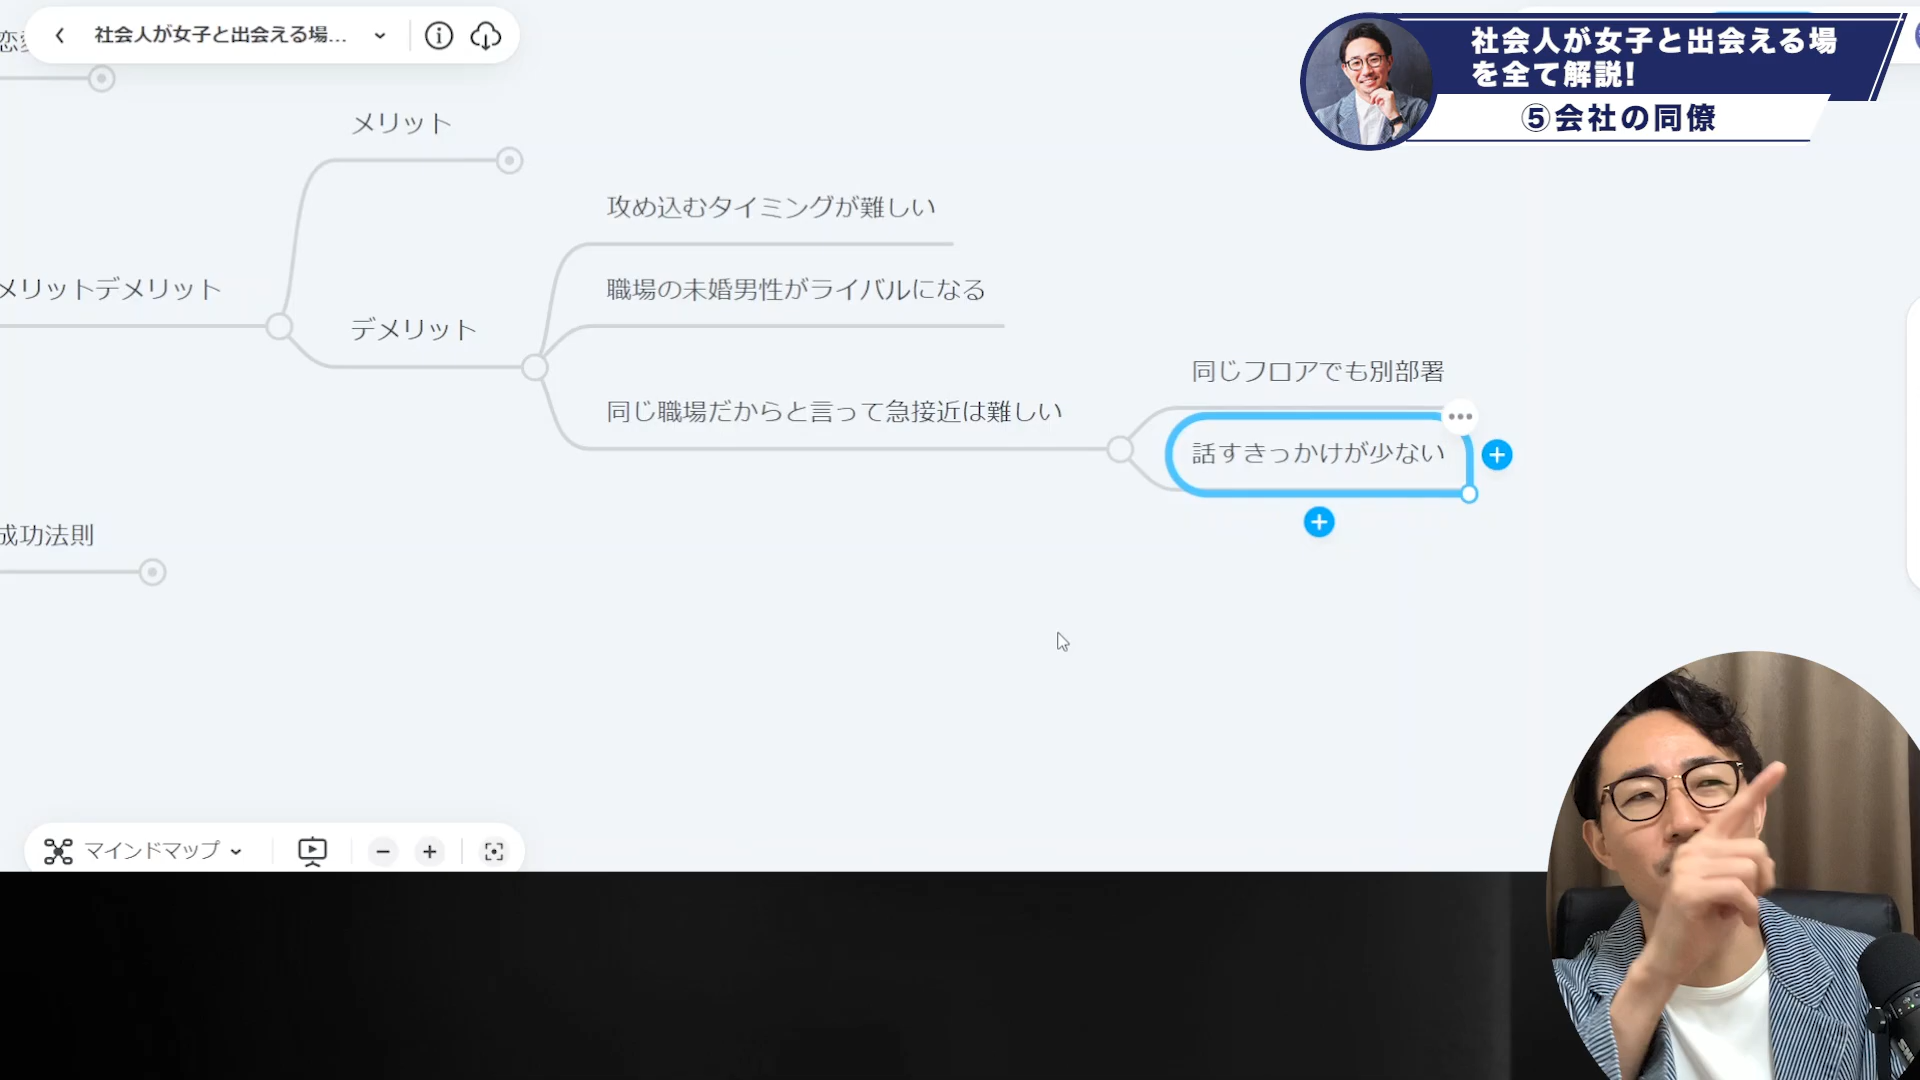 社会人が女子と出会える場...
社会人が女子と出会える場
を全て解説!
⑤会社の同僚
メリット
攻め込むタイミングが難しい
メリットデメリット
職場の未婚男性がライバルになる
デメリット
同じフロアでも別部署
同じ職場だからと言って急接近は難しい
話すきっかけが少ない
成功法則
マインドマップ